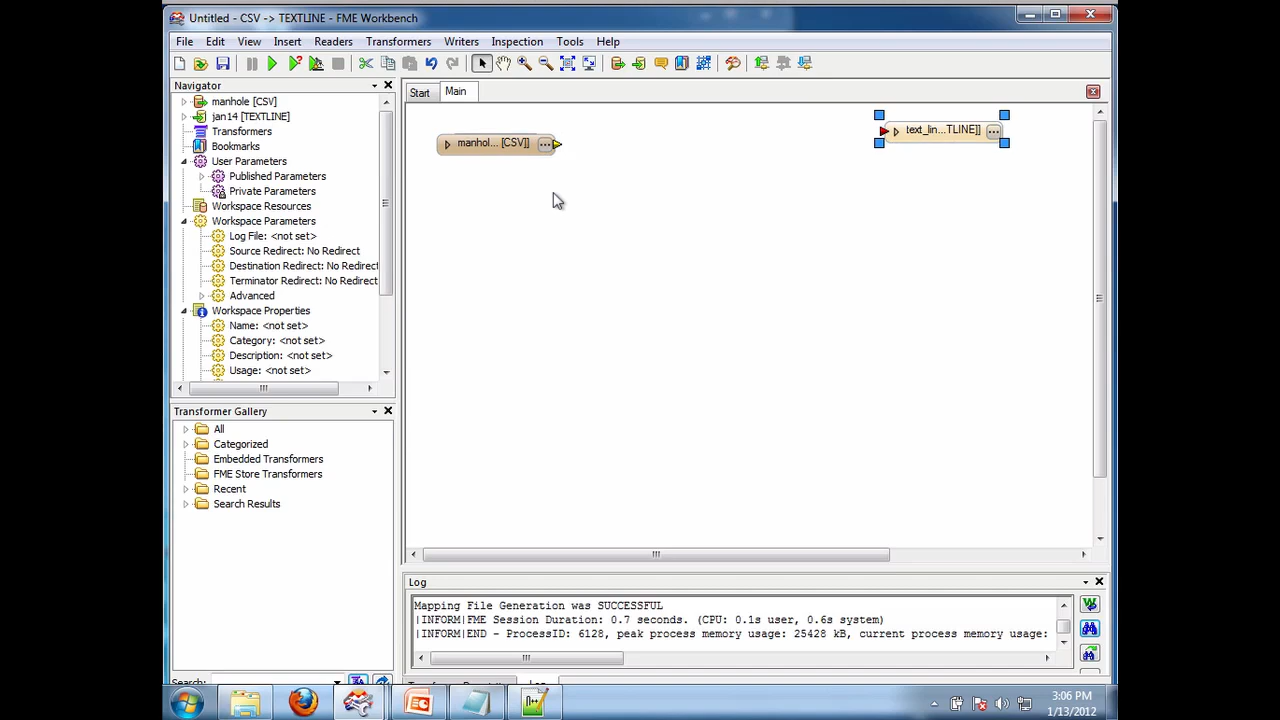 Untitled - CSV -> TEXTLINE - FME Workbench
File Edit View Insert Readers Transformers Writers Inspection Tools Help
Navigator
manhole [CSV]
jan14 [TEXTLINE]
Transformers
Bookmarks
User Parameters
Published Parameters
Private Parameters
Workspace Resources
Workspace Parameters
Log File: <not set>
Source Redirect: No Redirect
Destination Redirect: No Redirect
Terminator Redirect: No Redirect
Advanced
Workspace Properties
Name: <not set>
Category: <not set>
Description: <not set>
Usage: <not set>
Transformer Gallery
All
Categorized
Embedded Transformers
FME Store Transformers
Recent
Search Results
Search:
Start Main
manhol... [CSV]]
text_lin...TLINE]]
Log
Mapping File Generation was SUCCESSFUL
|INFORM|FME Session Duration: 0.7 seconds. (CPU: 0.1s user, 0.6s system)
|INFORM|END - ProcessID: 6128, peak process memory usage: 25428 kB, current process memory usage:
3:06 PM
1/13/2012